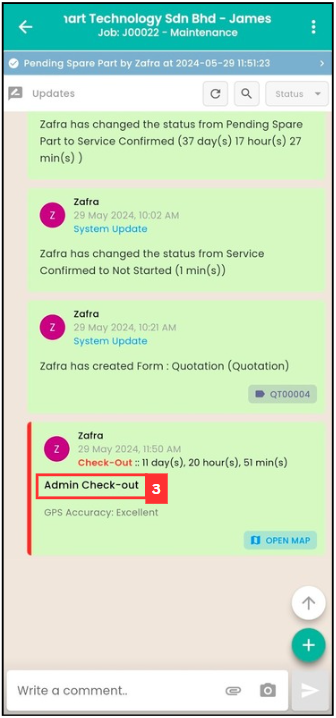 nart Technology Sdn Bhd - James
Job: J00022 - Maintenance
Pending Spare Part by Zafra at 2024-05-29 11:51:23
Updates
Status
Zafra has changed the status from Pending Spare
Part to Service Confirmed (37 day(s) 17 hour(s) 27
min(s) )
Zafra
Z
29 May 2024, 10:02 AM
System Update
Zafra has changed the status from Service
Confirmed to Not Started (1 min(s))
Zafra
Z
29 May 2024, 10:21 AM
System Update
Zafra has created Form : Quotation (Quotation)
QT00004
Zafra
Z
29 May 2024, 11:50 AM
Check-Out :: 11 day(s), 20 hour(s), 51 min(s)
Admin Check-out
3
GPS Accuracy: Excellent
OPEN MAP
Write a comment..